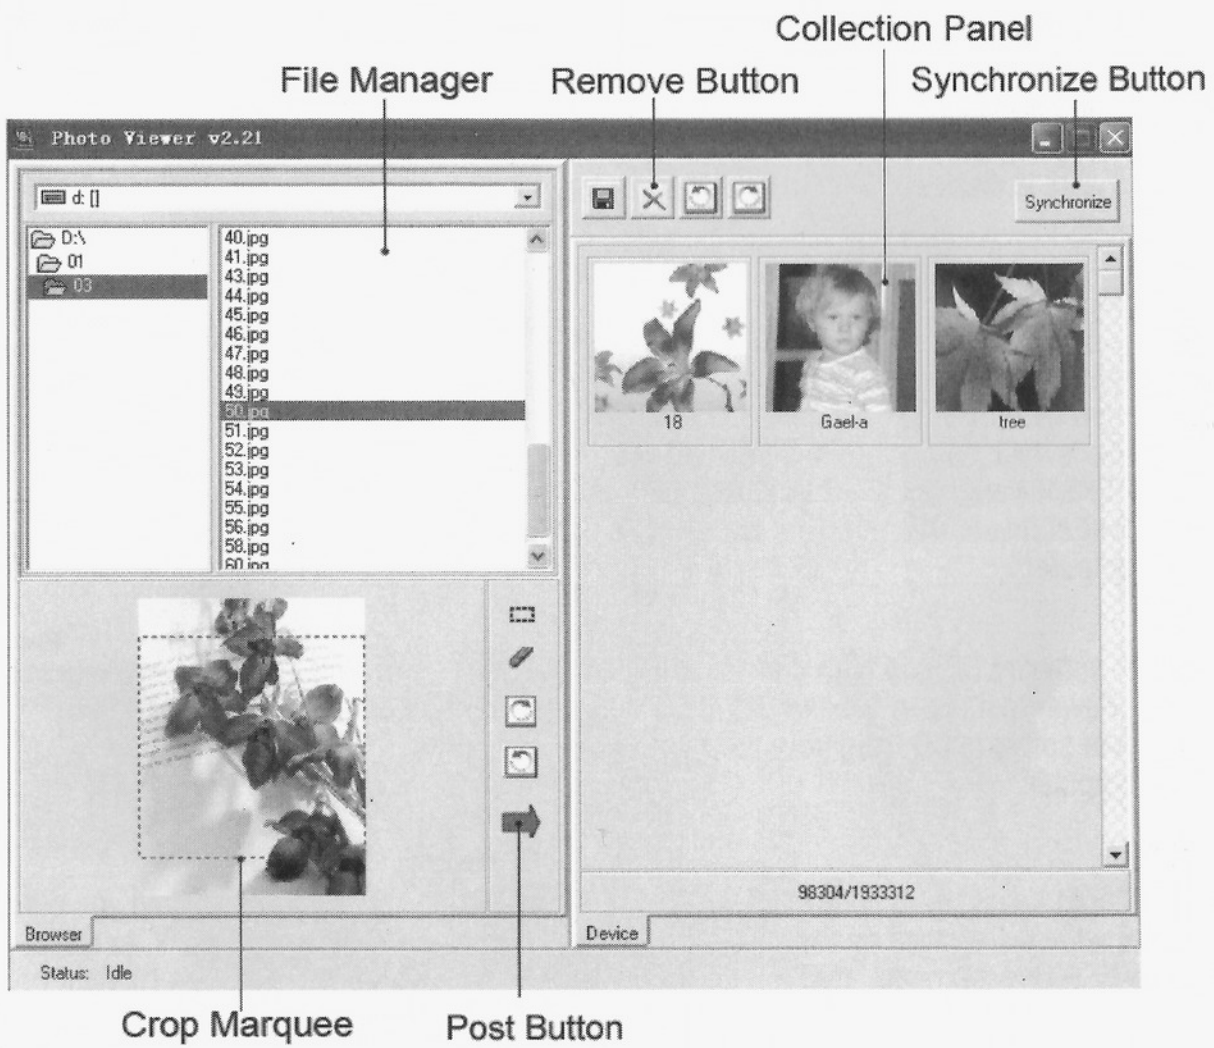 Collection Panel
File Manager
Remove Button
Synchronize Button
Photo Viewer v2.21
d: []
Synchronize
D:\
01
03
40.jpg
41.jpg
43.jpg
44.jpg
45.jpg
46.jpg
47.jpg
48.jpg
49.jpg
50.jpg
51.jpg
52.jpg
53.jpg
54.jpg
55.jpg
56.jpg
58.jpg
60.jpg
18
Gael-a
tree
98304/1933312
Browser
Device
Status: Idle
Crop Marquee
Post Button